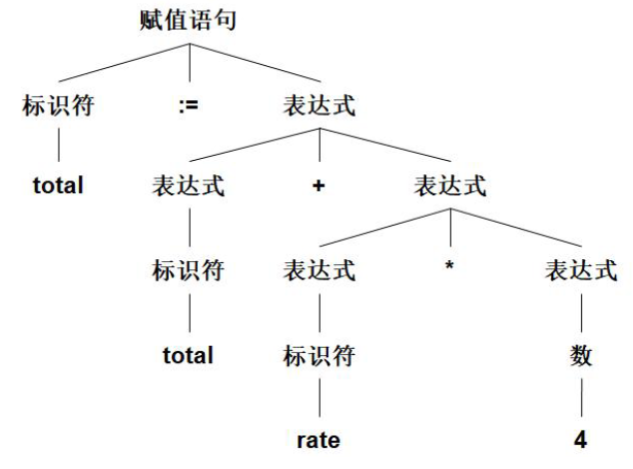 赋值语句
标识符 := 表达式
total 表达式 + 表达式
标识符 表达式 * 表达式
total 标识符 数
rate 4